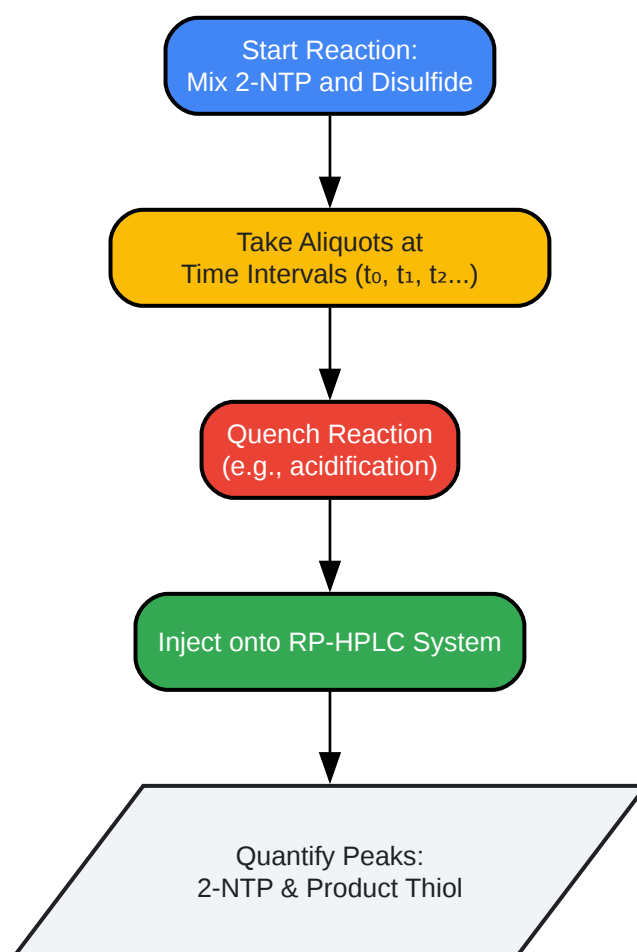 Start Reaction:
Mix 2-NTP and Disulfide
Take Aliquots at
Time Intervals (t₀, t₁, t₂...)
Quench Reaction
(e.g., acidification)
Inject onto RP-HPLC System
Quantify Peaks:
2-NTP & Product Thiol